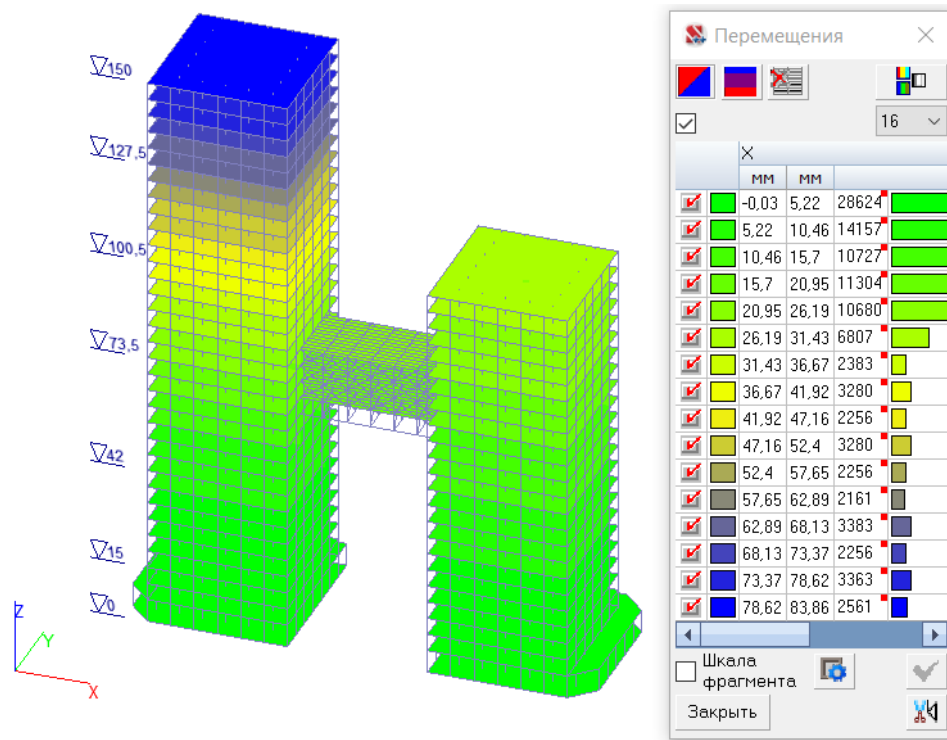 150
127,5
100,5
73,5
42
15
0
Z
Y
X
Перемещения
16
X
мм мм
-0,03 5,22 28624
5,22 10,46 14157
10,46 15,7 10727
15,7 20,95 11304
20,95 26,19 10680
26,19 31,43 6807
31,43 36,67 2383
36,67 41,92 3280
41,92 47,16 2256
47,16 52,4 3280
52,4 57,65 2256
57,65 62,89 2161
62,89 68,13 3383
68,13 73,37 2256
73,37 78,62 3363
78,62 83,86 2561
Шкала
фрагмента
Закрыть